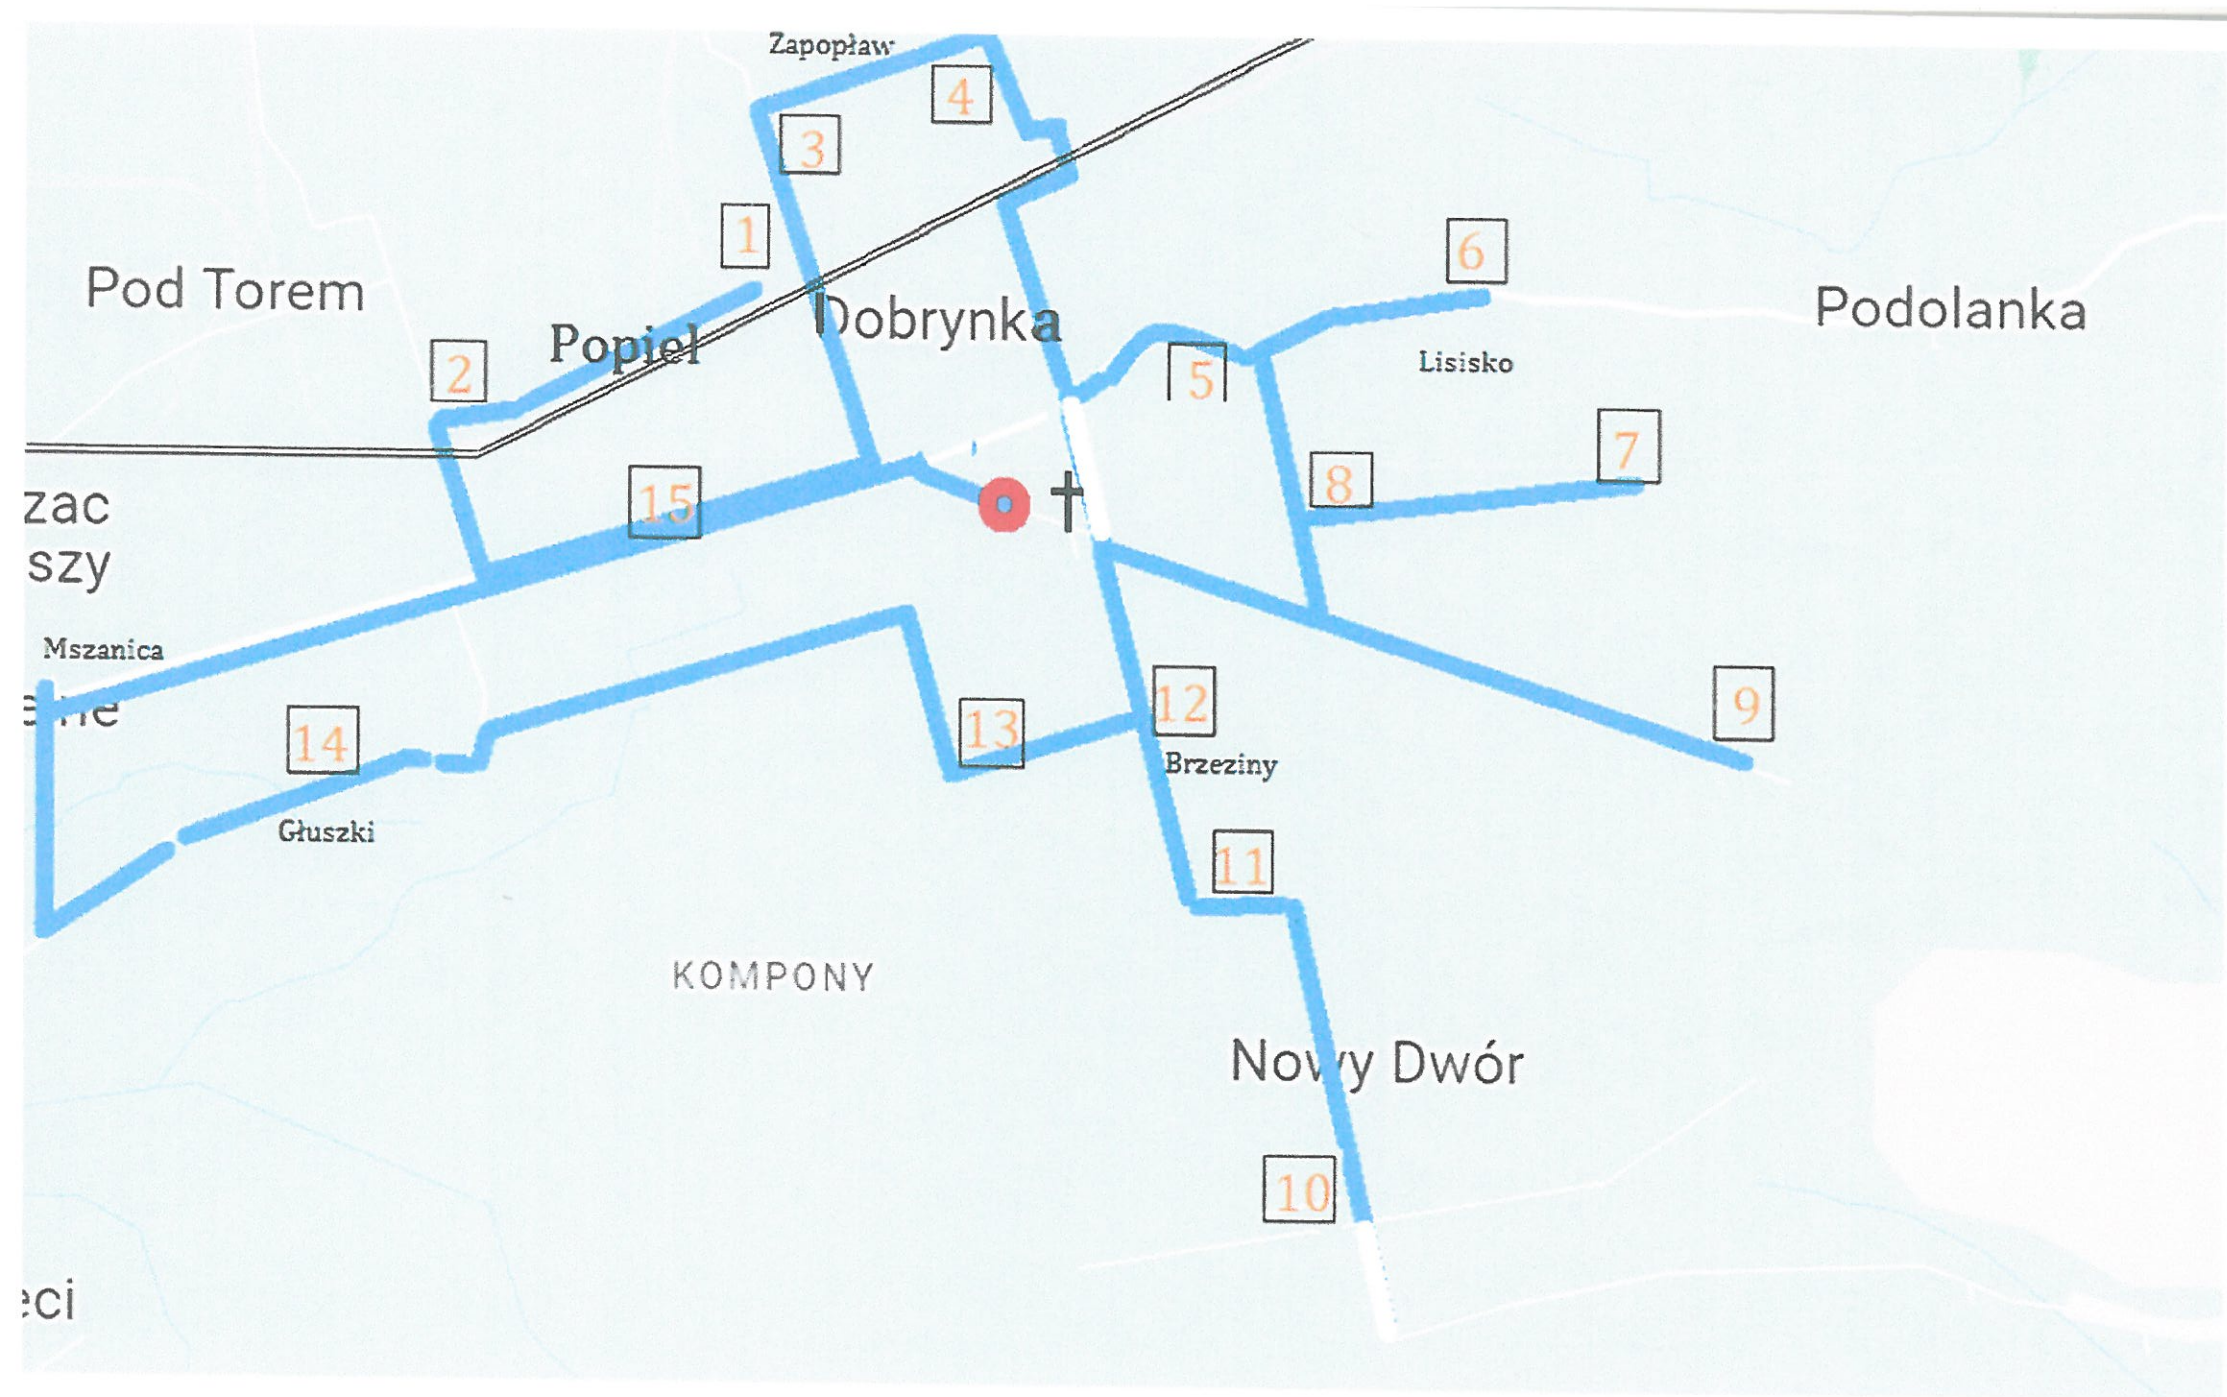 Zapopław
4
3
1
6
Pod Torem
Dobrynka
Podolanka
Popiel
2
5
Lisisko
7
8
15
zac
szy
Mszanica
12
9
14
13
Brzeziny
Głuszki
11
KOMPONY
Nowy Dwór
10
eci